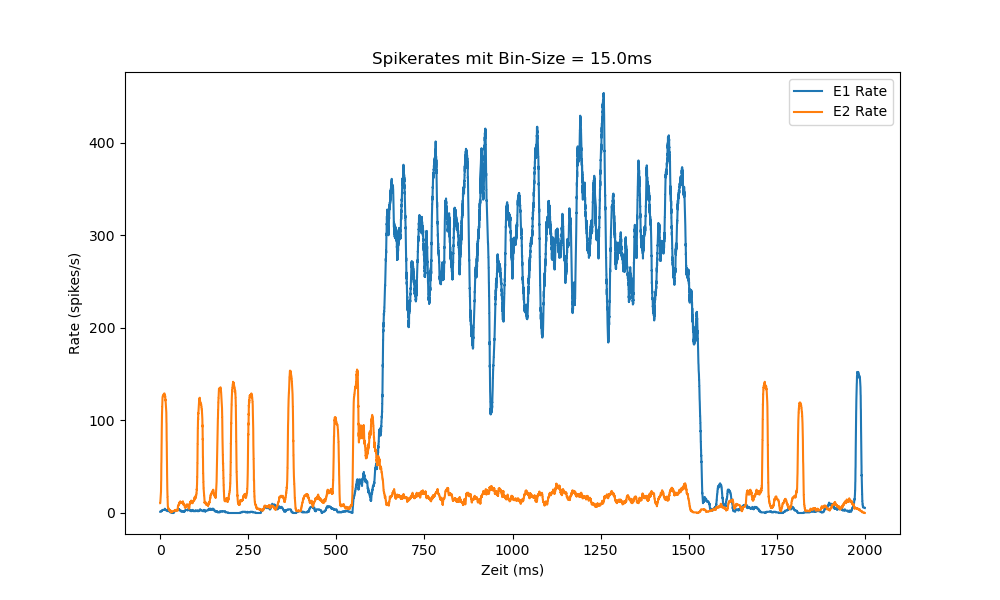 Spikerates mit Bin-Size = 15.0ms
E1 Rate
E2 Rate
Rate (spikes/s)
400
300
200
100
0
0 250 500 750 1000 1250 1500 1750 2000
Zeit (ms)